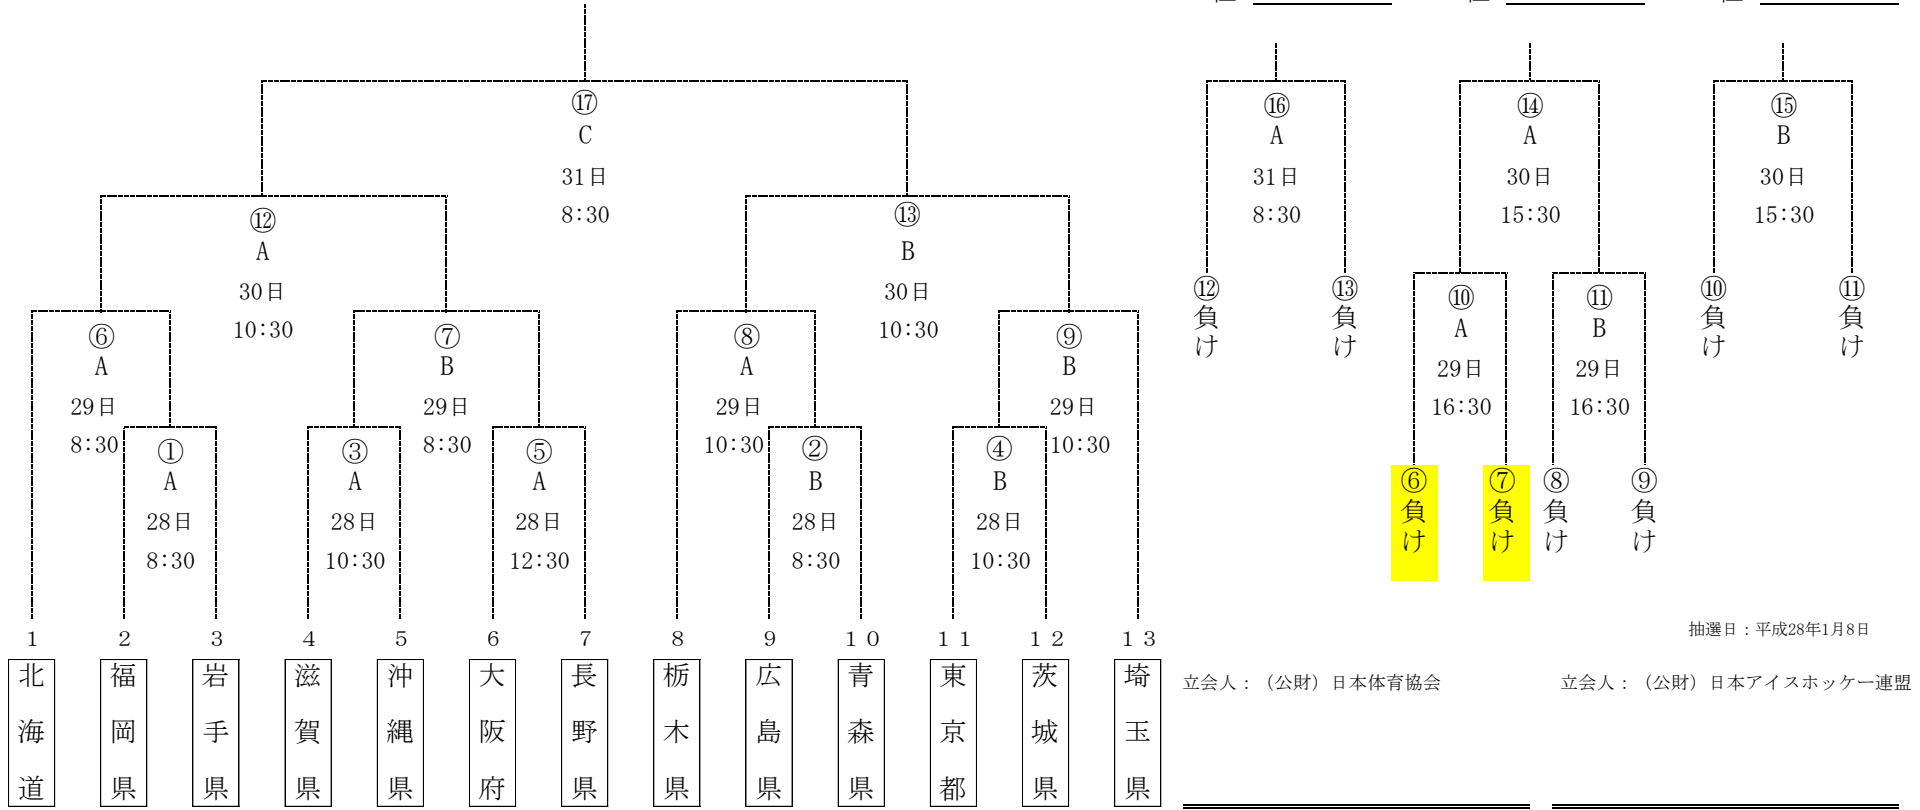 ⑰
C
31日
8:30
⑫
A
30日
10:30
⑬
B
30日
10:30
⑥
A
29日
8:30
⑦
B
29日
8:30
⑧
A
29日
10:30
⑨
B
29日
10:30
①
A
28日
8:30
③
A
28日
10:30
⑤
A
28日
12:30
②
B
28日
8:30
④
B
28日
10:30
1
2
3
4
5
6
7
8
9
10
11
12
13
北海道
福岡県
岩手県
滋賀県
沖縄県
大阪府
長野県
栃木県
広島県
青森県
東京都
茨城県
埼玉県
⑯
A
31日
8:30
⑫負け
⑬負け
⑭
A
30日
15:30
⑩
A
29日
16:30
⑪
B
29日
16:30
⑥負け
⑦負け
⑧負け
⑨負け
⑮
B
30日
15:30
⑩負け
⑪負け
抽選日：平成28年1月8日
立会人：（公財）日本体育協会
立会人：（公財）日本アイスホッケー連盟